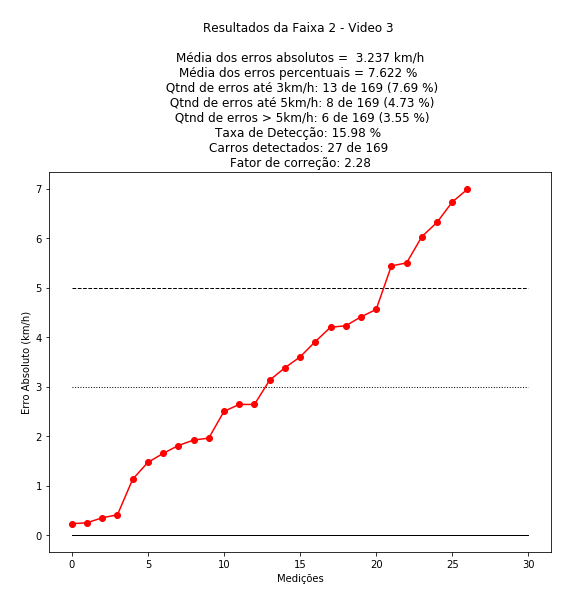 Resultados da Faixa 2 - Video 3
Média dos erros absolutos =  3.237 km/h
Média dos erros percentuais = 7.622 %
Qtnd de erros até 3km/h: 13 de 169 (7.69 %)
Qtnd de erros até 5km/h: 8 de 169 (4.73 %)
Qtnd de erros > 5km/h: 6 de 169 (3.55 %)
Taxa de Detecção: 15.98 %
Carros detectados: 27 de 169
Fator de correção: 2.28
7
6
5
4
3
2
1
0
Erro Absoluto (km/h)
0 5 10 15 20 25 30
Medições